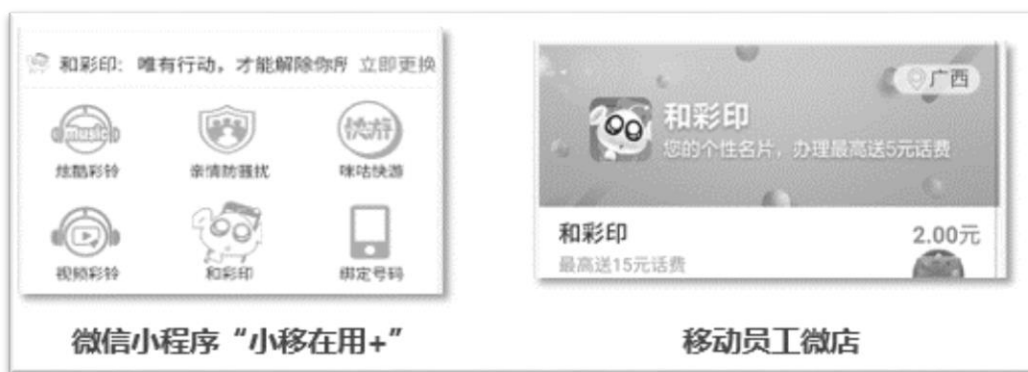 和彩印：唯有行动，才能解除你所 立即更换
music 快游
炫酷彩铃 亲情防骚扰 咪咕快游
视频彩铃 和彩印 绑定号码
微信小程序“小移在用+”
广西
和彩印
您的个性名片，办理最高送5元话费
和彩印 2.00元
最高送15元话费
移动员工微店